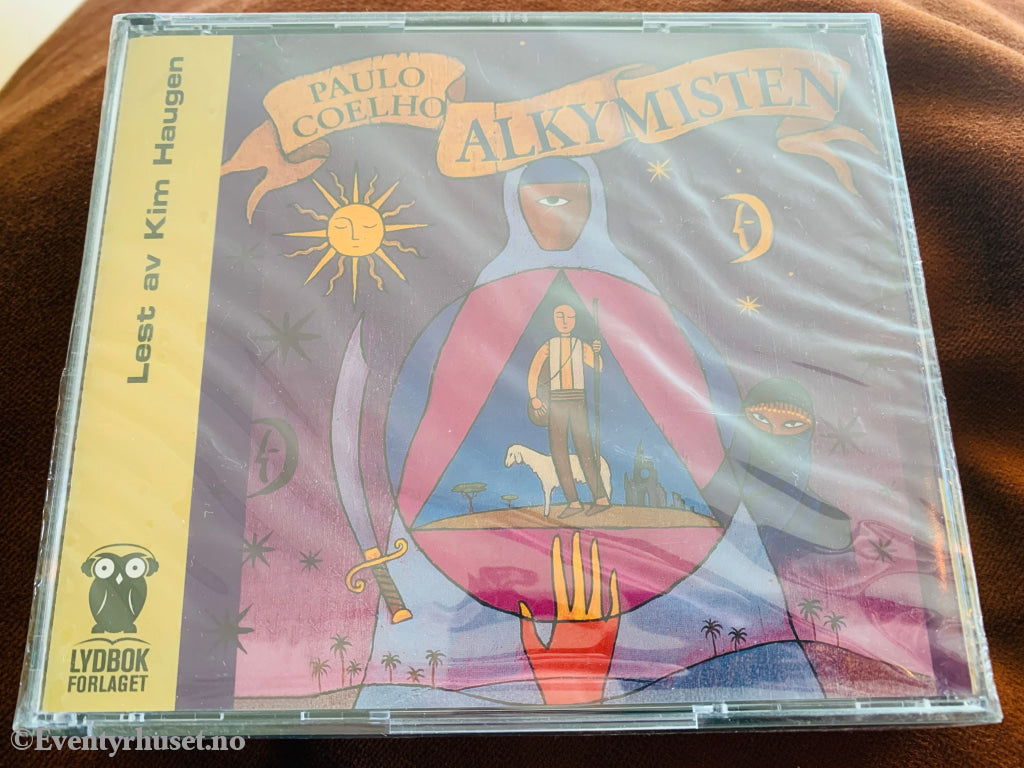 PAULO
COELHO
ALKYMISTEN
Lest av Kim Haugen
LYDBOK
FORLAGET
©Eventyrhuset.no